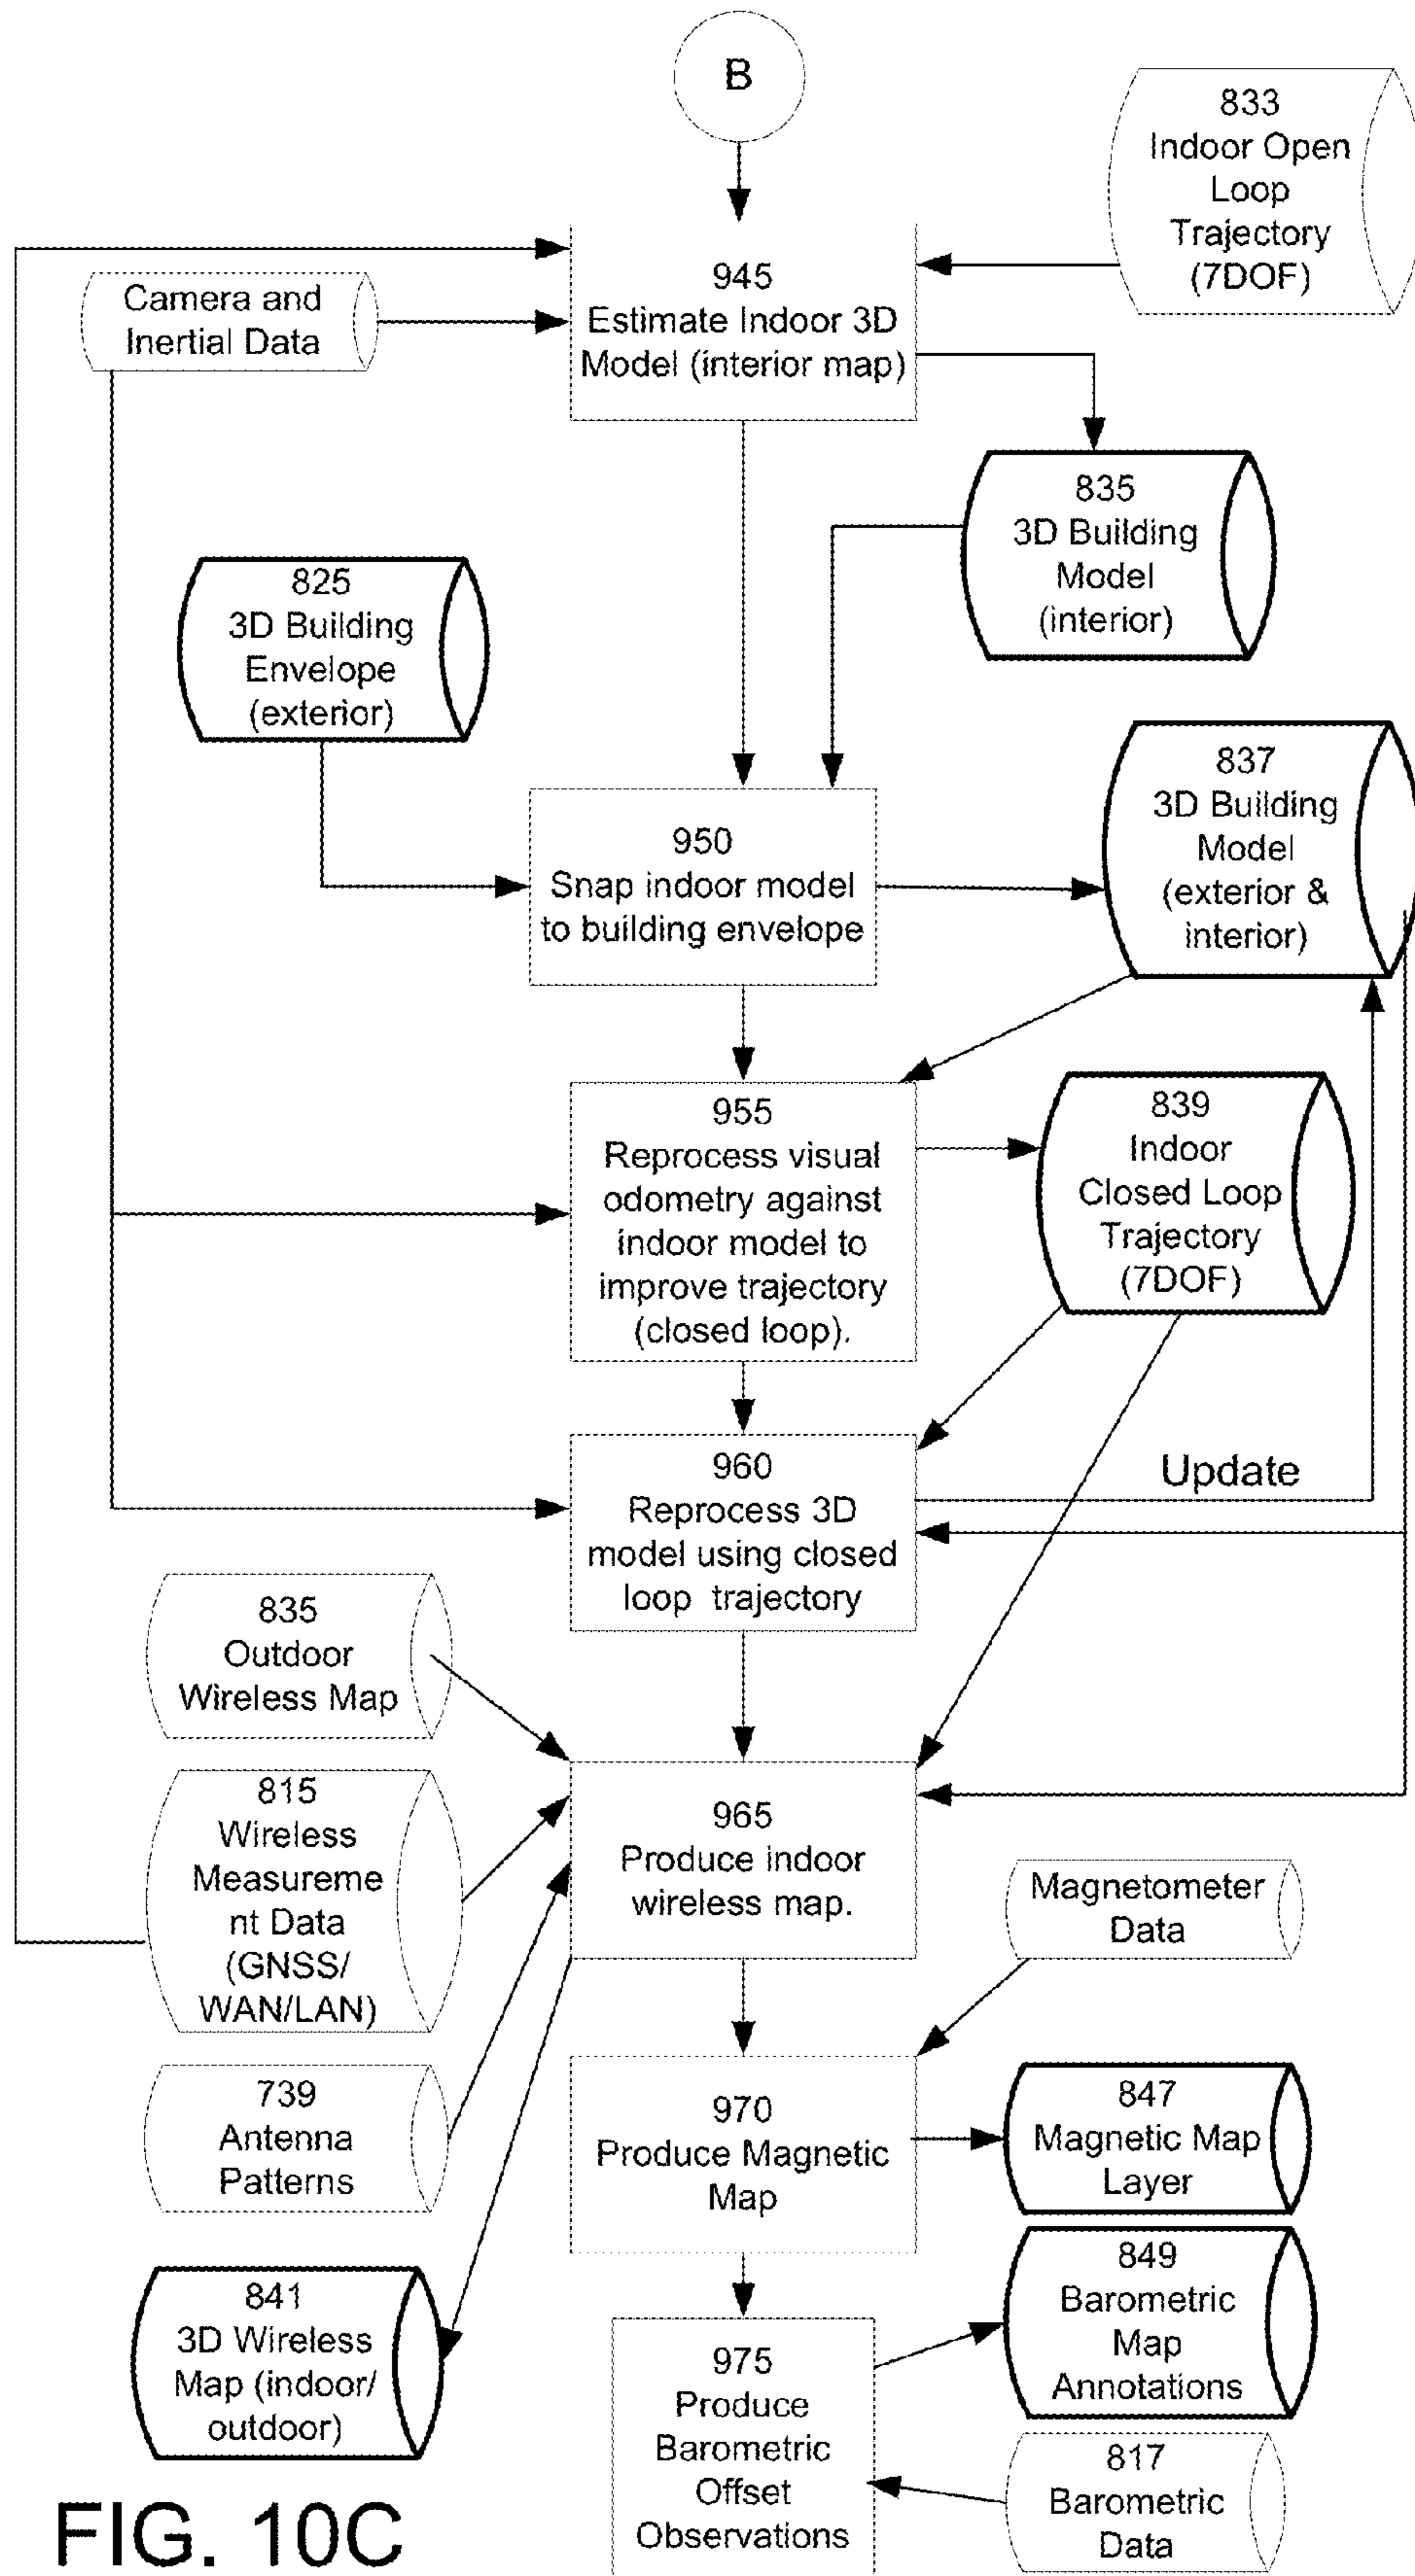 B
833
Indoor Open
Loop
Trajectory
(7DOF)
Camera and
Inertial Data
945
Estimate Indoor 3D
Model (interior map)
835
3D Building
Model
(interior)
825
3D Building
Envelope
(exterior)
837
3D Building
Model
(exterior &
interior)
950
Snap indoor model
to building envelope
955
Reprocess visual
odometry against
indoor model to
improve trajectory
(closed loop).
839
Indoor
Closed Loop
Trajectory
(7DOF)
960
Reprocess 3D
model using closed
loop trajectory
Update
835
Outdoor
Wireless Map
815
Wireless
Measureme
nt Data
(GNSS/
WAN/LAN)
965
Produce indoor
wireless map.
Magnetometer
Data
739
Antenna
Patterns
970
Produce Magnetic
Map
847
Magnetic Map
Layer
841
3D Wireless
Map (indoor/
outdoor)
849
Barometric
Map
Annotations
975
Produce
Barometric
Offset
Observations
817
Barometric
Data
FIG. 10C